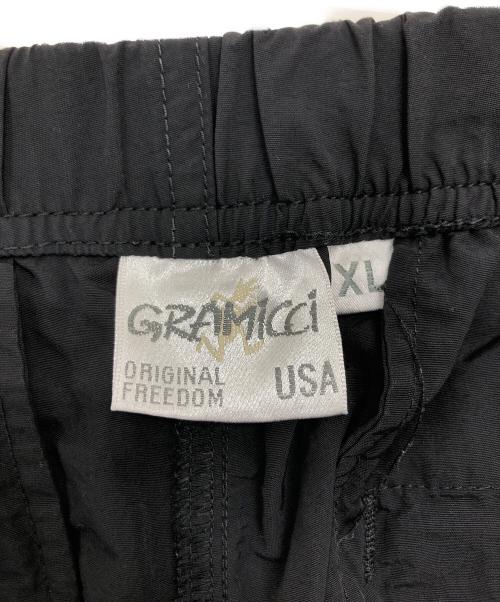 GRAMICCI
XL
ORIGINAL
FREEDOM
USA